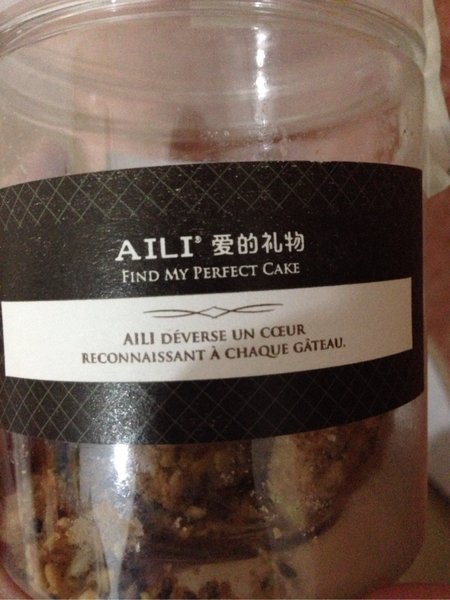 AILI® 爱的礼物
FIND MY PERFECT CAKE
AILI DÉVERSE UN CŒUR
RECONNAISSANT À CHAQUE GÂTEAU.